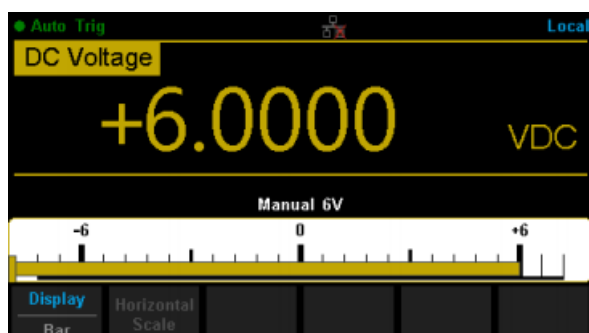 Auto Trig Local
DC Voltage
+6.0000 VDC
Manual 6V
-6 0 +6
Display Horizontal
Bar Scale